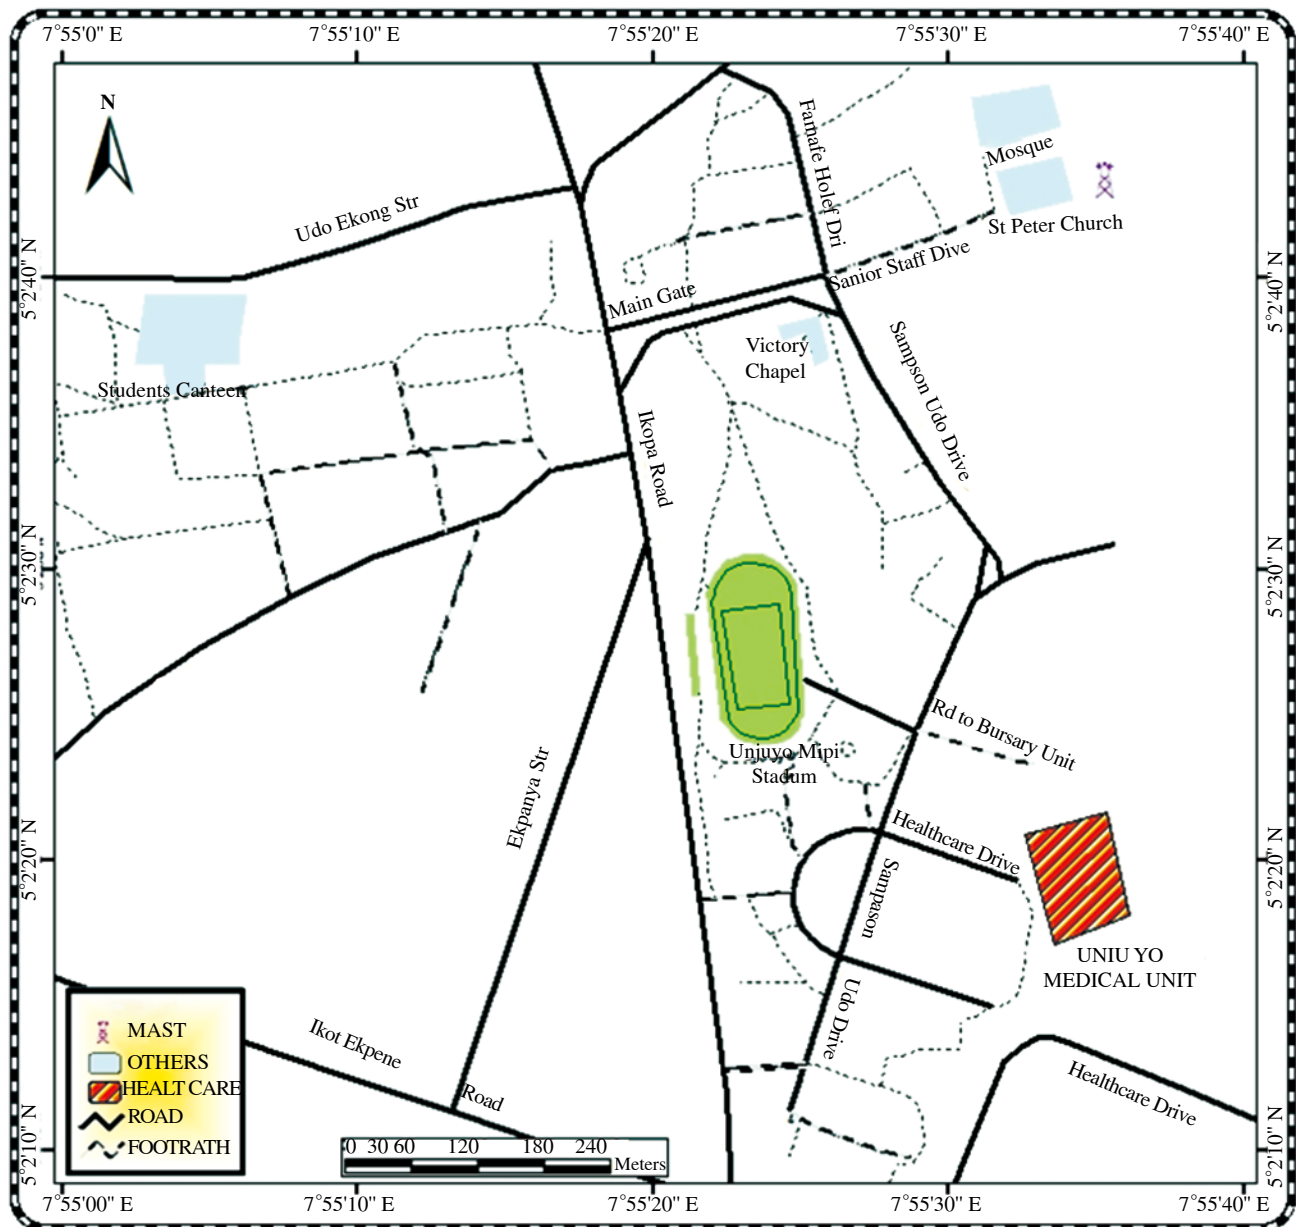 7°55'0" E
7°55'10" E
7°55'20" E
7°55'30" E
7°55'40" E
N
Farnafe Holef Dri
Mosque
St Peter Church
Udo Ekong Str
5°2'40" N
5°2'40" N
Sanior Staff Dive
Main Gate
Victory
Chapel
Sampson Udo Drive
Students Canteen
Ikopa Road
5°2'30" N
5°2'30" N
Rd to Bursary Unit
Unjuyo Mipi
Stadum
Ekpanya Str
Healthcare Drive
5°2'20" N
5°2'20" N
Sampason
Udo Drive
UNIU YO
MEDICAL UNIT
MAST
OTHERS
HEALT CARE
ROAD
FOOTRATH
Ikot Ekpene
Road
Healthcare Drive
5°2'10" N
5°2'10" N
0 30 60 120 180 240
Meters
7°55'00" E
7°55'10" E
7°55'20" E
7°55'30" E
7°55'40" E